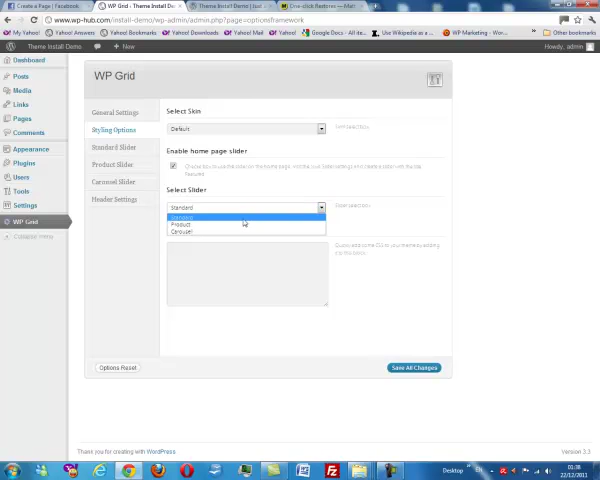 Create a Page | Facebook
WP Grid - Theme Install Dem
Theme Install Demo | Just
One-click Restores — Matt
www.wp-hub.com/install-demo/wp-admin/admin.php?page=optionsframework
My Yahoo!
Yahoo! Answers
Yahoo! Bookmarks
Yahoo! Downloads
Yahoo! Mail
Yahoo!
Google Docs - All de...
Use Wikipedia as a...
WP Marketing - Wor...
Other bookmarks
Theme Install Demo
New
Howdy, admin
Dashboard
Posts
Media
Links
Pages
Comments
Appearance
Plugins
Users
Tools
Settings
WP Grid
Collapse menu
WP Grid
General Settings
Styling Options
Standard Slider
Product Slider
Carousel Slider
Header Settings
Select Skin
Default
Enable home page slider
Select Slider
Standard
Standard
Product
Carousel
Options Reset
Save All Changes
Thank you for creating with WordPress
Version 3.3
Desktop
EN
01:38
22/12/2011